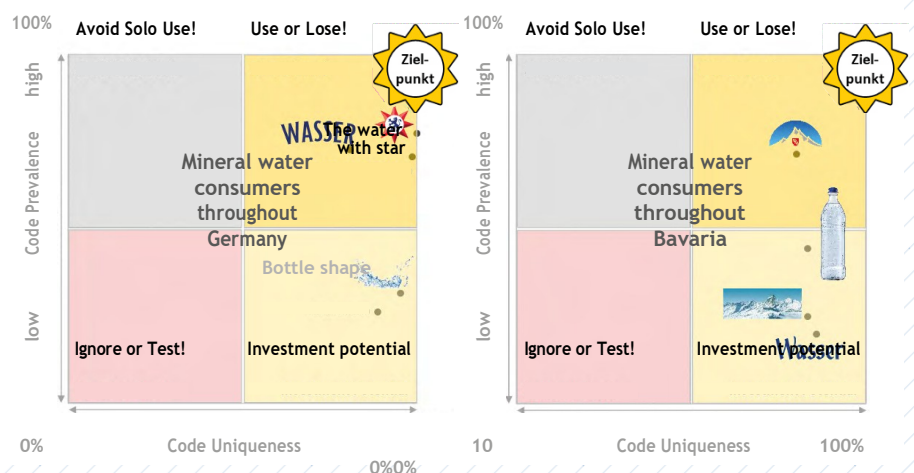 100%
Avoid Solo Use!
Use or Lose!
Ziel-
punkt
high
Code Prevalence
low
WASSER
The water
with star
Mineral water
consumers
throughout
Germany
Bottle shape
Ignore or Test!
Investment potential
0%
Code Uniqueness
0%0%
100%
Avoid Solo Use!
Use or Lose!
Ziel-
punkt
high
Code Prevalence
low
Mineral water
consumers
throughout
Bavaria
Ignore or Test!
Investment potential
Wasser
10
Code Uniqueness
100%